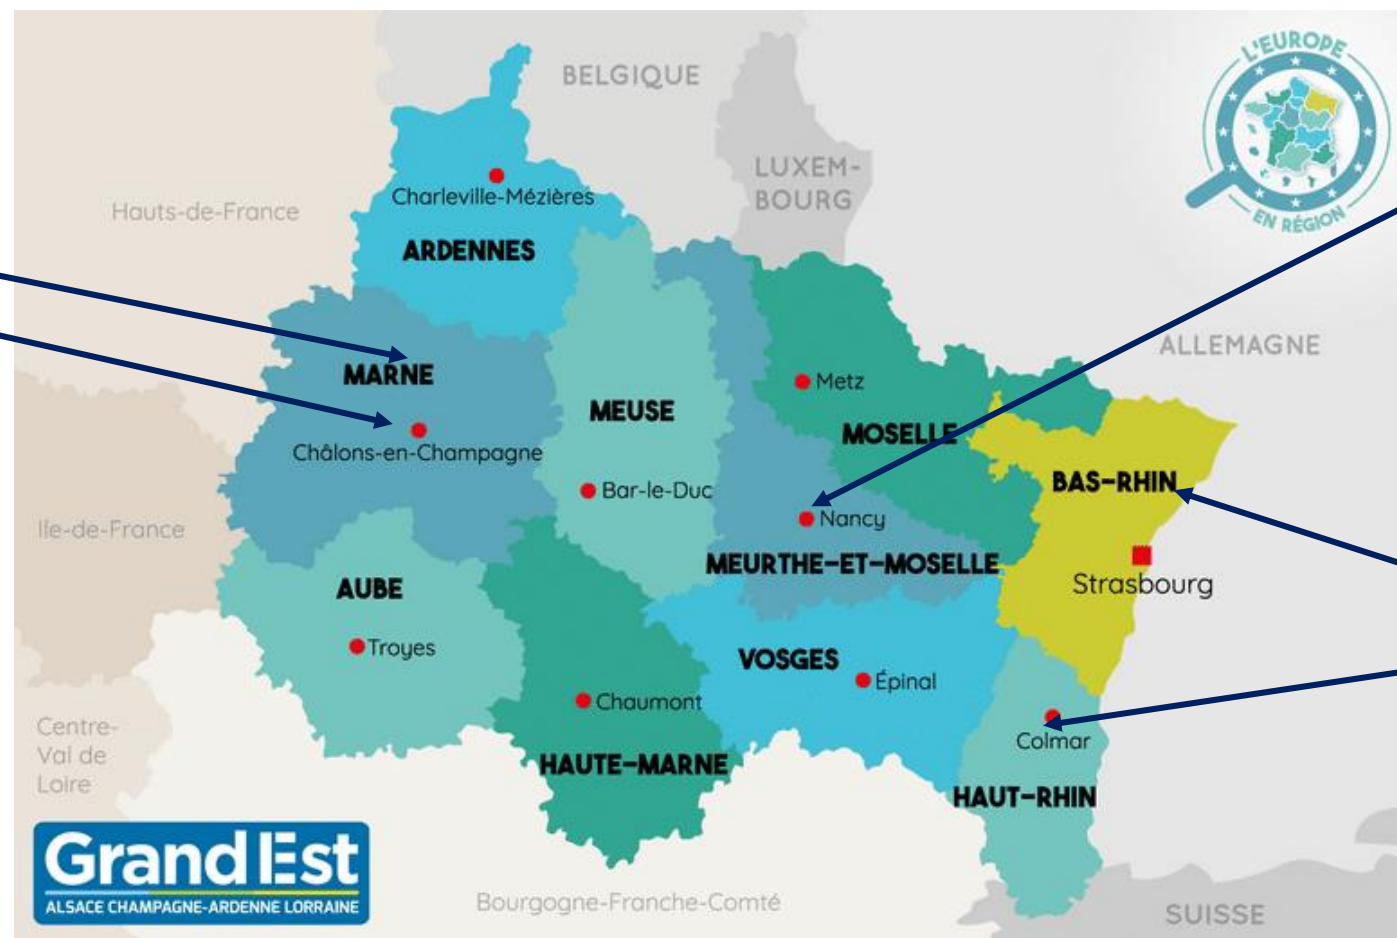 L'EUROPE
EN RÉGION
BELGIQUE
LUXEM-
BOURG
Hauts-de-France
Charleville-Mézières
ARDENNES
ALLEMAGNE
MARNE
Châlons-en-Champagne
MEUSE
Bar-le-Duc
Metz
MOSELLE
BAS-RHIN
Ile-de-France
Nancy
MEURTHE-ET-MOSELLE
Strasbourg
AUBE
Troyes
VOSGES
Épinal
Chaumont
HAUTE-MARNE
Colmar
HAUT-RHIN
Centre-
Val de
Loire
Grand Est
ALSACE CHAMPAGNE-ARDENNE LORRAINE
Bourgogne-Franche-Comté
SUISSE